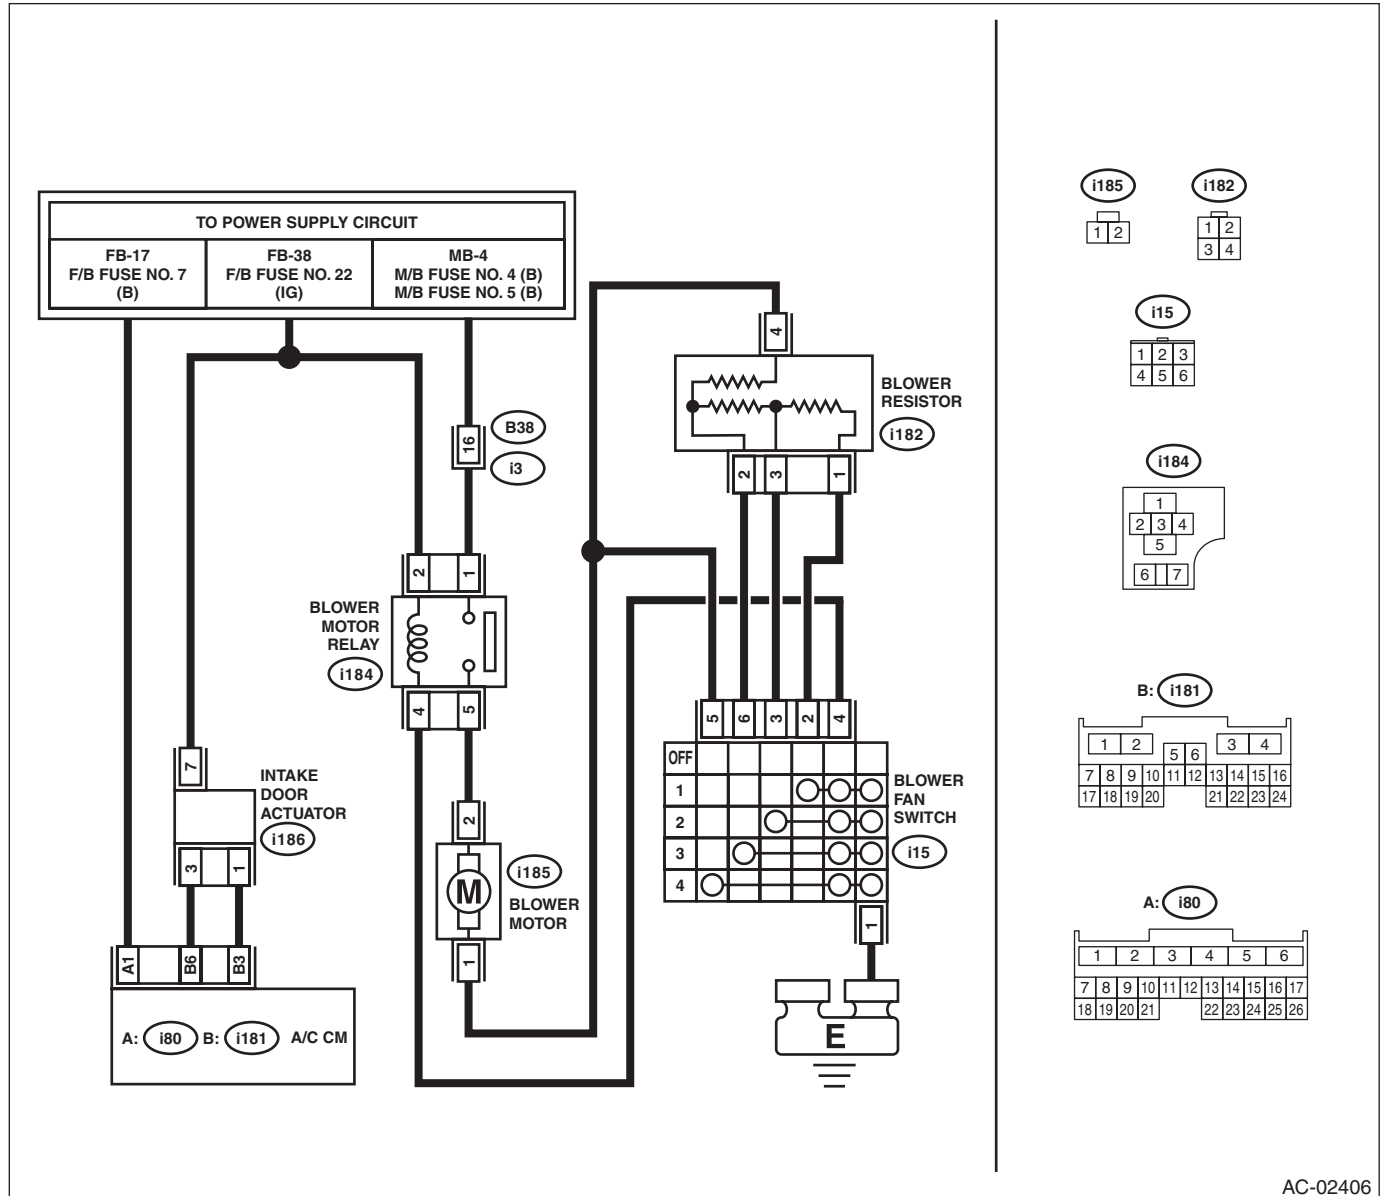 TO POWER SUPPLY CIRCUIT
FB-17
F/B FUSE NO. 7
(B)
FB-38
F/B FUSE NO. 22
(IG)
MB-4
M/B FUSE NO. 4 (B)
M/B FUSE NO. 5 (B)
16
B38
i3
4
BLOWER
RESISTOR
i182
2 3 1
2 1
BLOWER
MOTOR
RELAY
i184
4 5
7
INTAKE
DOOR
ACTUATOR
i186
3 1
2
M
i185
BLOWER
MOTOR
1
A1 B6 B3
A: i80 B: i181 A/C CM
5 6 3 2 4
OFF
1
2
3
4
BLOWER
FAN
SWITCH
i15
1
E
i185
1 2
i182
1 2
3 4
i15
1 2 3
4 5 6
i184
1
2 3 4
5
6 7
B: i181
1 2 3 4
5 6
7 8 9 10 11 12 13 14 15 16
17 18 19 20 21 22 23 24
A: i80
1 2 3 4 5 6
7 8 9 10 11 12 13 14 15 16 17
18 19 20 21 22 23 24 25 26
AC-02406